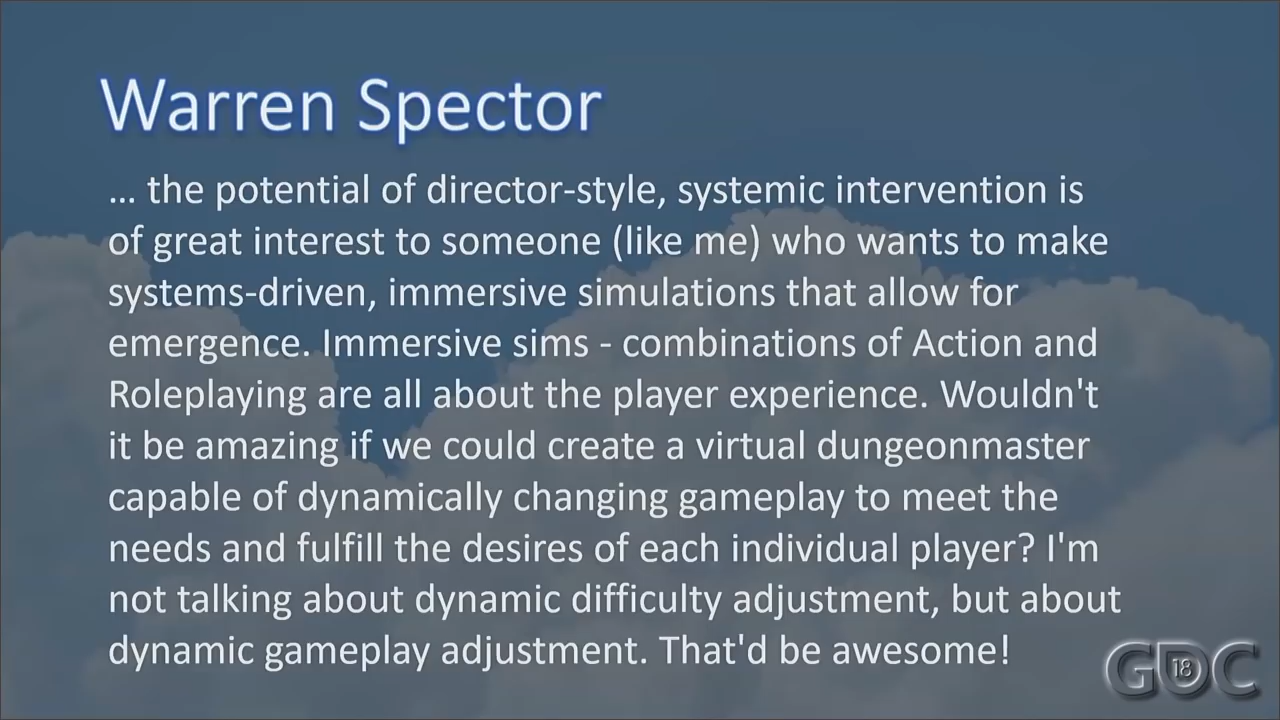 Warren Spector
... the potential of director-style, systemic intervention is
of great interest to someone (like me) who wants to make
systems-driven, immersive simulations that allow for
emergence. Immersive sims - combinations of Action and
Roleplaying are all about the player experience. Wouldn't
it be amazing if we could create a virtual dungeonmaster
capable of dynamically changing gameplay to meet the
needs and fulfill the desires of each individual player? I'm
not talking about dynamic difficulty adjustment, but about
dynamic gameplay adjustment. That'd be awesome!
GDC
18